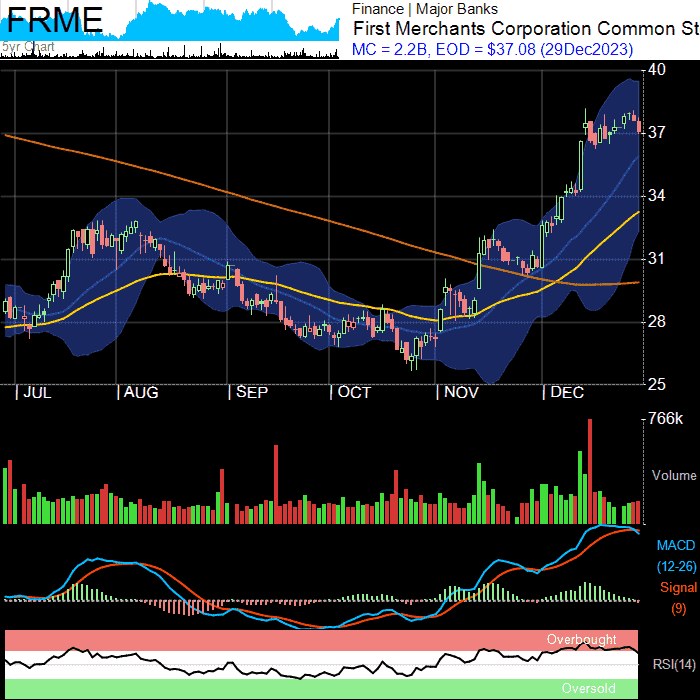 FRME
5yr Chart
Finance | Major Banks
First Merchants Corporation Common St
MC = 2.2B, EOD = $37.08 (29Dec2023)
40
37
34
31
28
25
JUL AUG SEP OCT NOV DEC
766k
Volume
MACD
(12-26)
Signal
(9)
Overbought
RSI(14)
Oversold